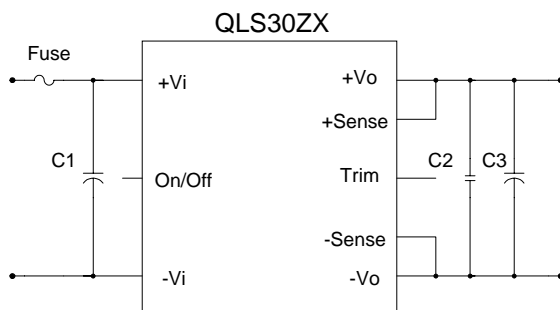 QLS30ZX
Fuse
+Vi
+Vo
+Sense
C1
On/Off
Trim
C2
C3
-Sense
-Vi
-Vo